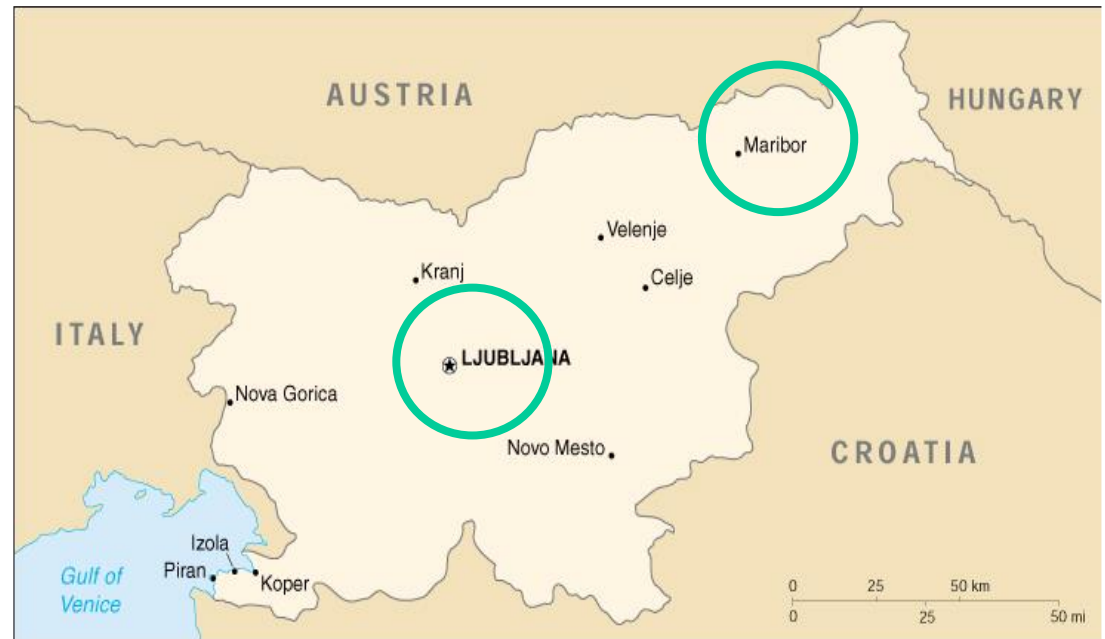 AUSTRIA
HUNGARY
Maribor
Velenje
Kranj
Celje
ITALY
LJUBLJANA
Nova Gorica
Novo Mesto
CROATIA
Izola
Piran
Koper
Gulf of
Venice
0 25 50 km
0 25 50 mi